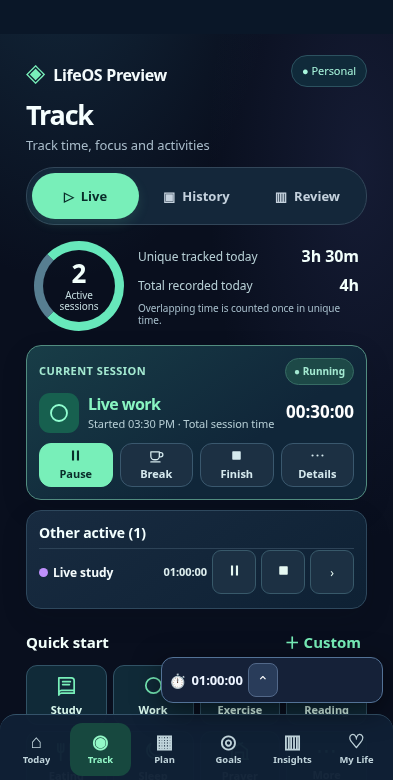 LifeOS Preview
Personal
Track
Track time, focus and activities
Live
History
Review
2
Active
sessions
Unique tracked today
3h 30m
Total recorded today
4h
Overlapping time is counted once in unique
time.
CURRENT SESSION
Running
Live work
00:30:00
Started 03:30 PM · Total session time
Pause
Break
Finish
Details
Other active (1)
Live study
01:00:00
Quick start
+ Custom
01:00:00
Study
Work
Exercise
Reading
Today
Track
Plan
Goals
Insights
My Life